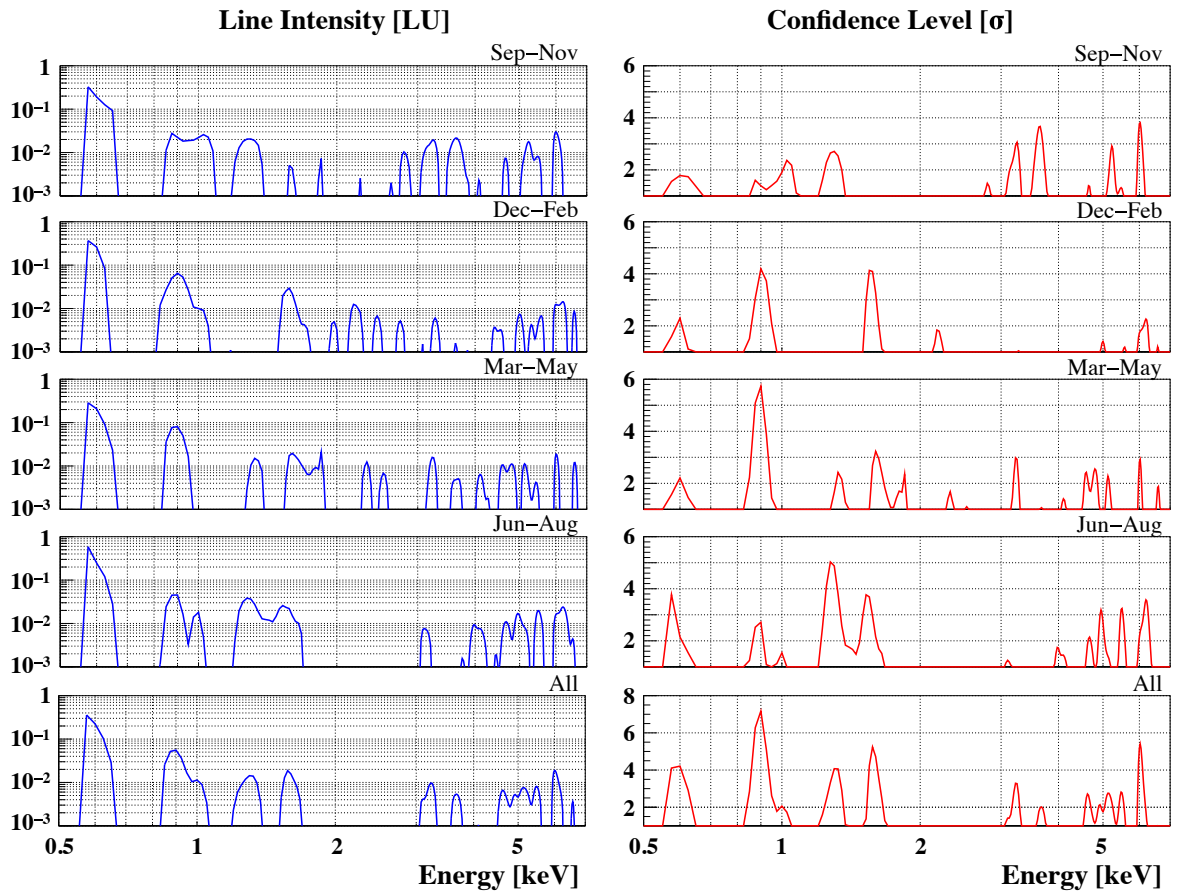 Line Intensity [LU]
Confidence Level [σ]
Sep−Nov
1
10−1
10−2
10−3
Sep−Nov
6
4
2
Dec−Feb
1
10−1
10−2
10−3
Dec−Feb
6
4
2
Mar−May
1
10−1
10−2
10−3
Mar−May
6
4
2
Jun−Aug
1
10−1
10−2
10−3
Jun−Aug
6
4
2
All
1
10−1
10−2
10−3
All
8
6
4
2
0.5 1 2 5
Energy [keV]
0.5 1 2 5
Energy [keV]